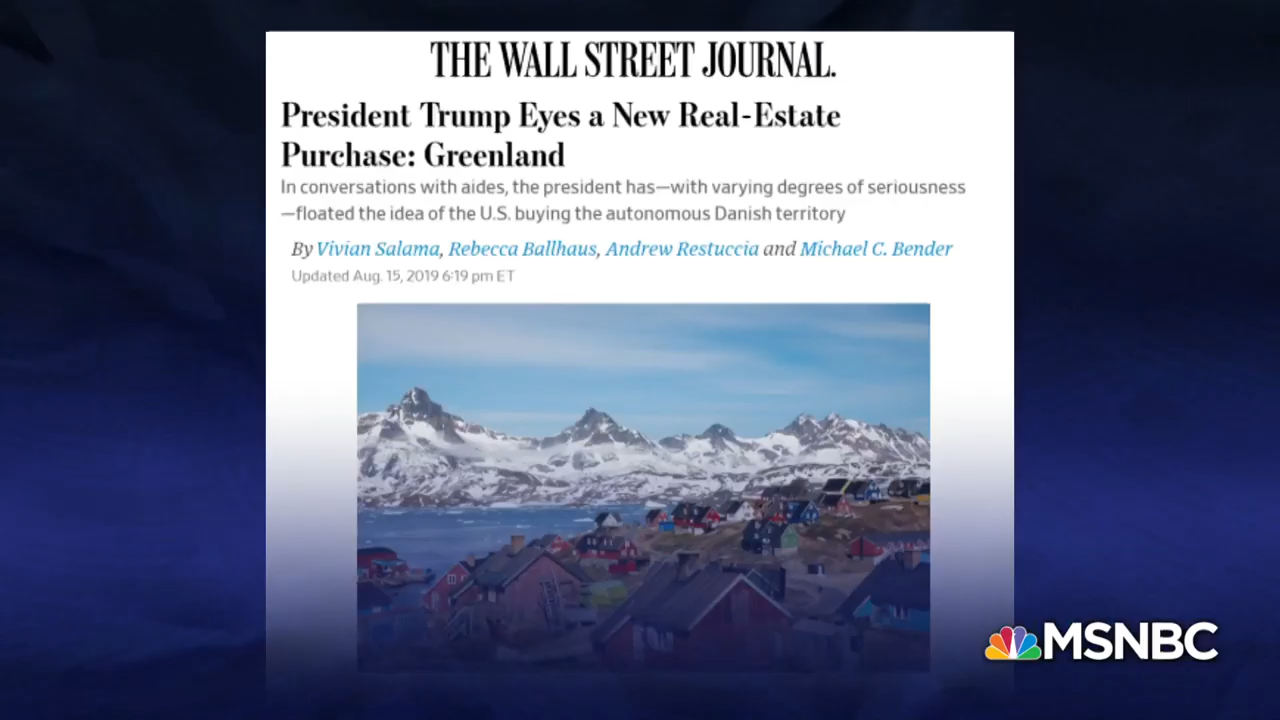 THE WALL STREET JOURNAL.
President Trump Eyes a New Real-Estate
Purchase: Greenland
In conversations with aides, the president has—with varying degrees of seriousness
—floated the idea of the U.S. buying the autonomous Danish territory
By Vivian Salama, Rebecca Ballhaus, Andrew Restuccia and Michael C. Bender
Updated Aug. 15, 2019 6:19 pm ET
MSNBC